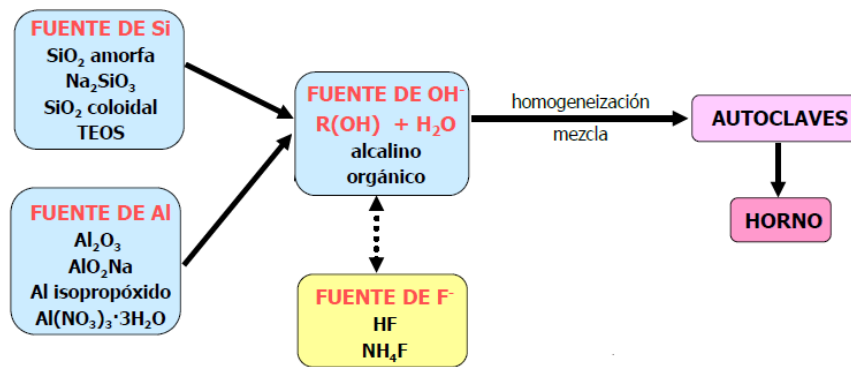 FUENTE DE Si
SiO₂ amorfa
Na₂SiO₃
SiO₂ coloidal
TEOS
FUENTE DE Al
Al₂O₃
AlO₂Na
Al isopropóxido
Al(NO₃)₃·3H₂O
FUENTE DE OH⁻
R(OH) + H₂O
alcalino
orgánico
FUENTE DE F⁻
HF
NH₄F
homogeneización
mezcla
AUTOCLAVES
HORNO